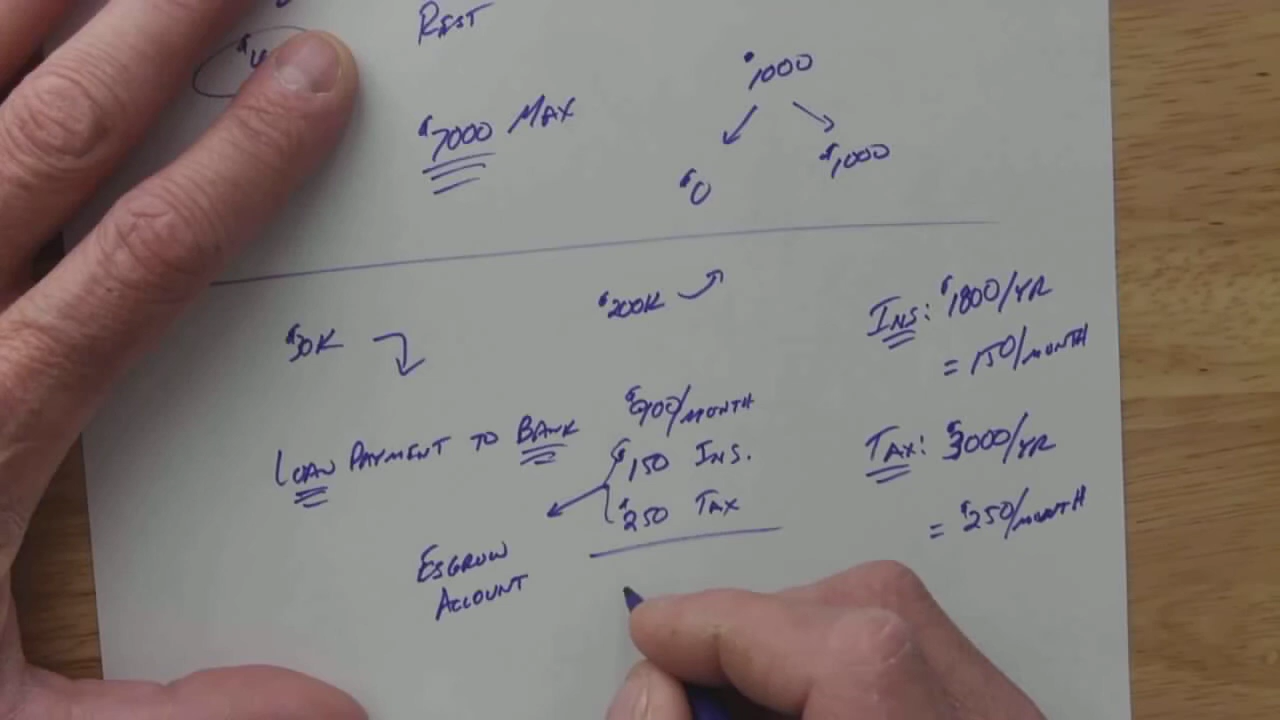 REST
$1000
$7000 MAX
$0
$1000
$200K
INS: $1800/YR
= 150/MONTH
$30K
$900/MONTH
LOAN PAYMENT TO BANK
$150 INS.
TAX: $3000/YR
$250 TAX
= $250/MONTH
ESGROW
ACCOUNT